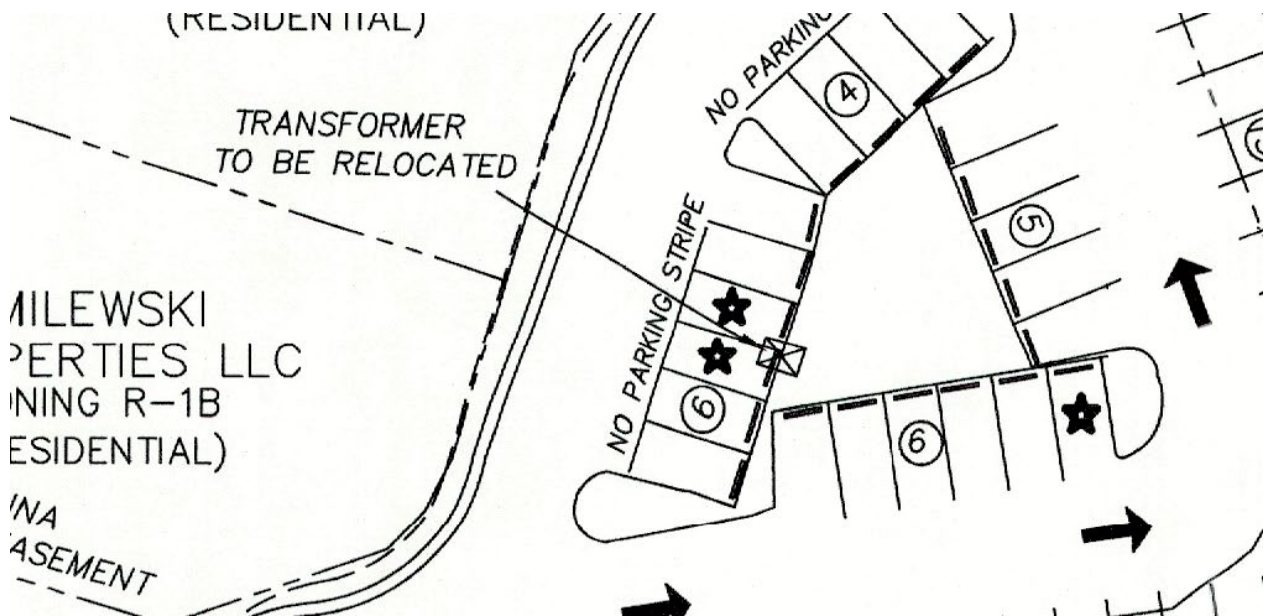 (RESIDENTIAL)
TRANSFORMER
TO BE RELOCATED
NO PARKING
4
NO PARKING STRIPE
5
6
6
MILEWSKI
PERTIES LLC
NING R-1B
ESIDENTIAL)
NA
ASEMENT